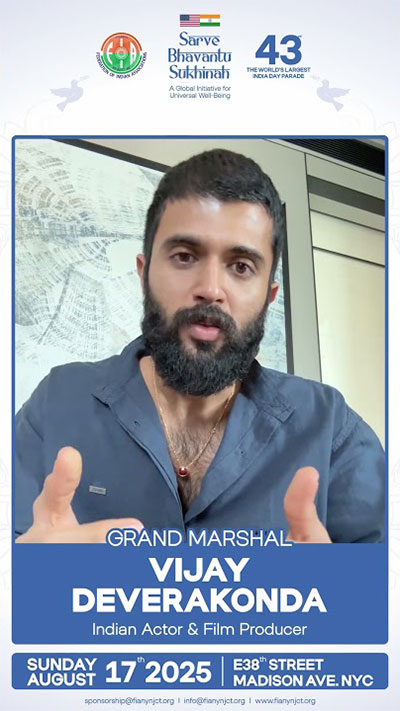 FEDERATION OF INDIAN ASSOCIATIONS
FIA
Sarve
Bhavantu
Sukhinah
A Global Initiative for
Universal Well-Being
43rd
THE WORLD'S LARGEST
INDIA DAY PARADE
GRAND MARSHAL
VIJAY
DEVERAKONDA
Indian Actor & Film Producer
SUNDAY
AUGUST
17th 2025
E38th STREET
MADISON AVE. NYC
sponsorship@fianynjct.org I info@fianynjct.org I www.fianynjct.org